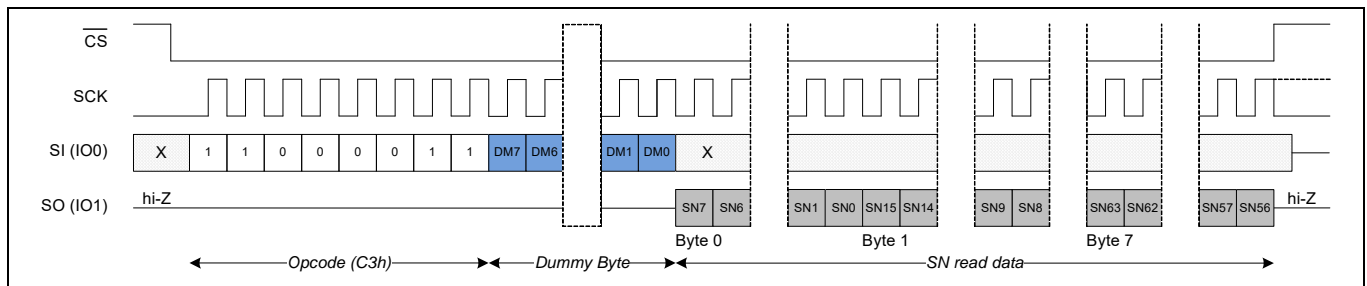 CS
SCK
SI (IO0) X 1 1 0 0 0 0 1 1 DM7 DM6 DM1 DM0 X
SO (IO1) hi-Z SN7 SN6 SN1 SN0 SN15 SN14 SN9 SN8 SN63 SN62 SN57 SN56 hi-Z
Byte 0 Byte 1 Byte 7
Opcode (C3h) Dummy Byte SN read data